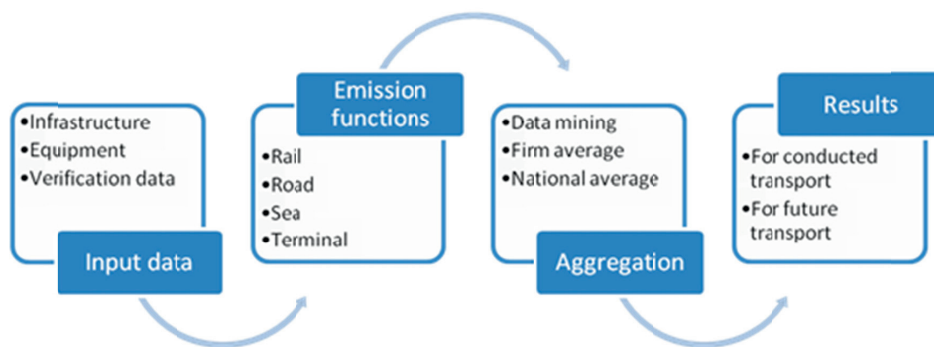 •Infrastructure
•Equipment
•Verification data
Input data
Emission
functions
•Rail
•Road
•Sea
•Terminal
•Data mining
•Firm average
•National average
Aggregation
Results
•For conducted
transport
•For future
transport